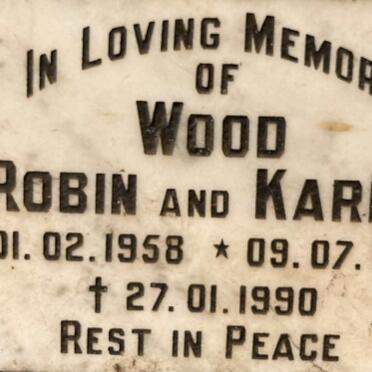 IN LOVING MEMOR
OF
WOOD
ROBIN AND KAR
01.02.1958 * 09.07.
† 27.01.1990
REST IN PEACE